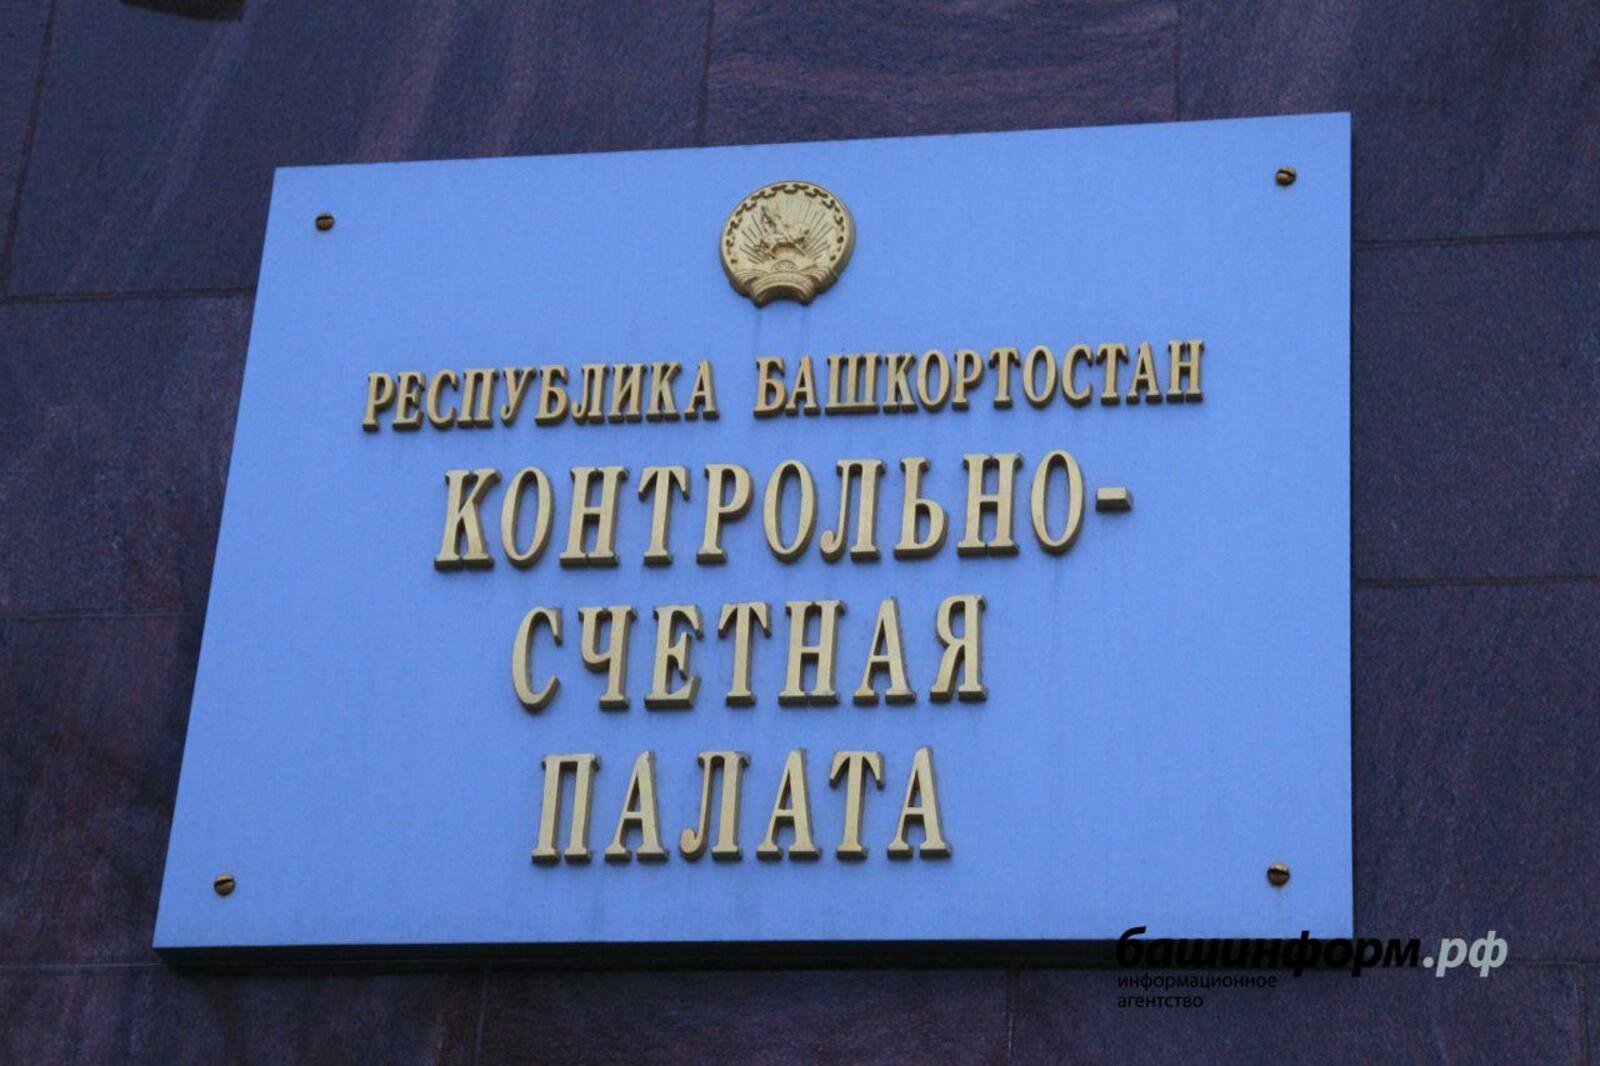 РЕСПУБЛИКА БАШКОРТОСТАН
КОНТРОЛЬНО-
СЧЕТНАЯ
ПАЛАТА
башинформ.рф
информационное
агентство